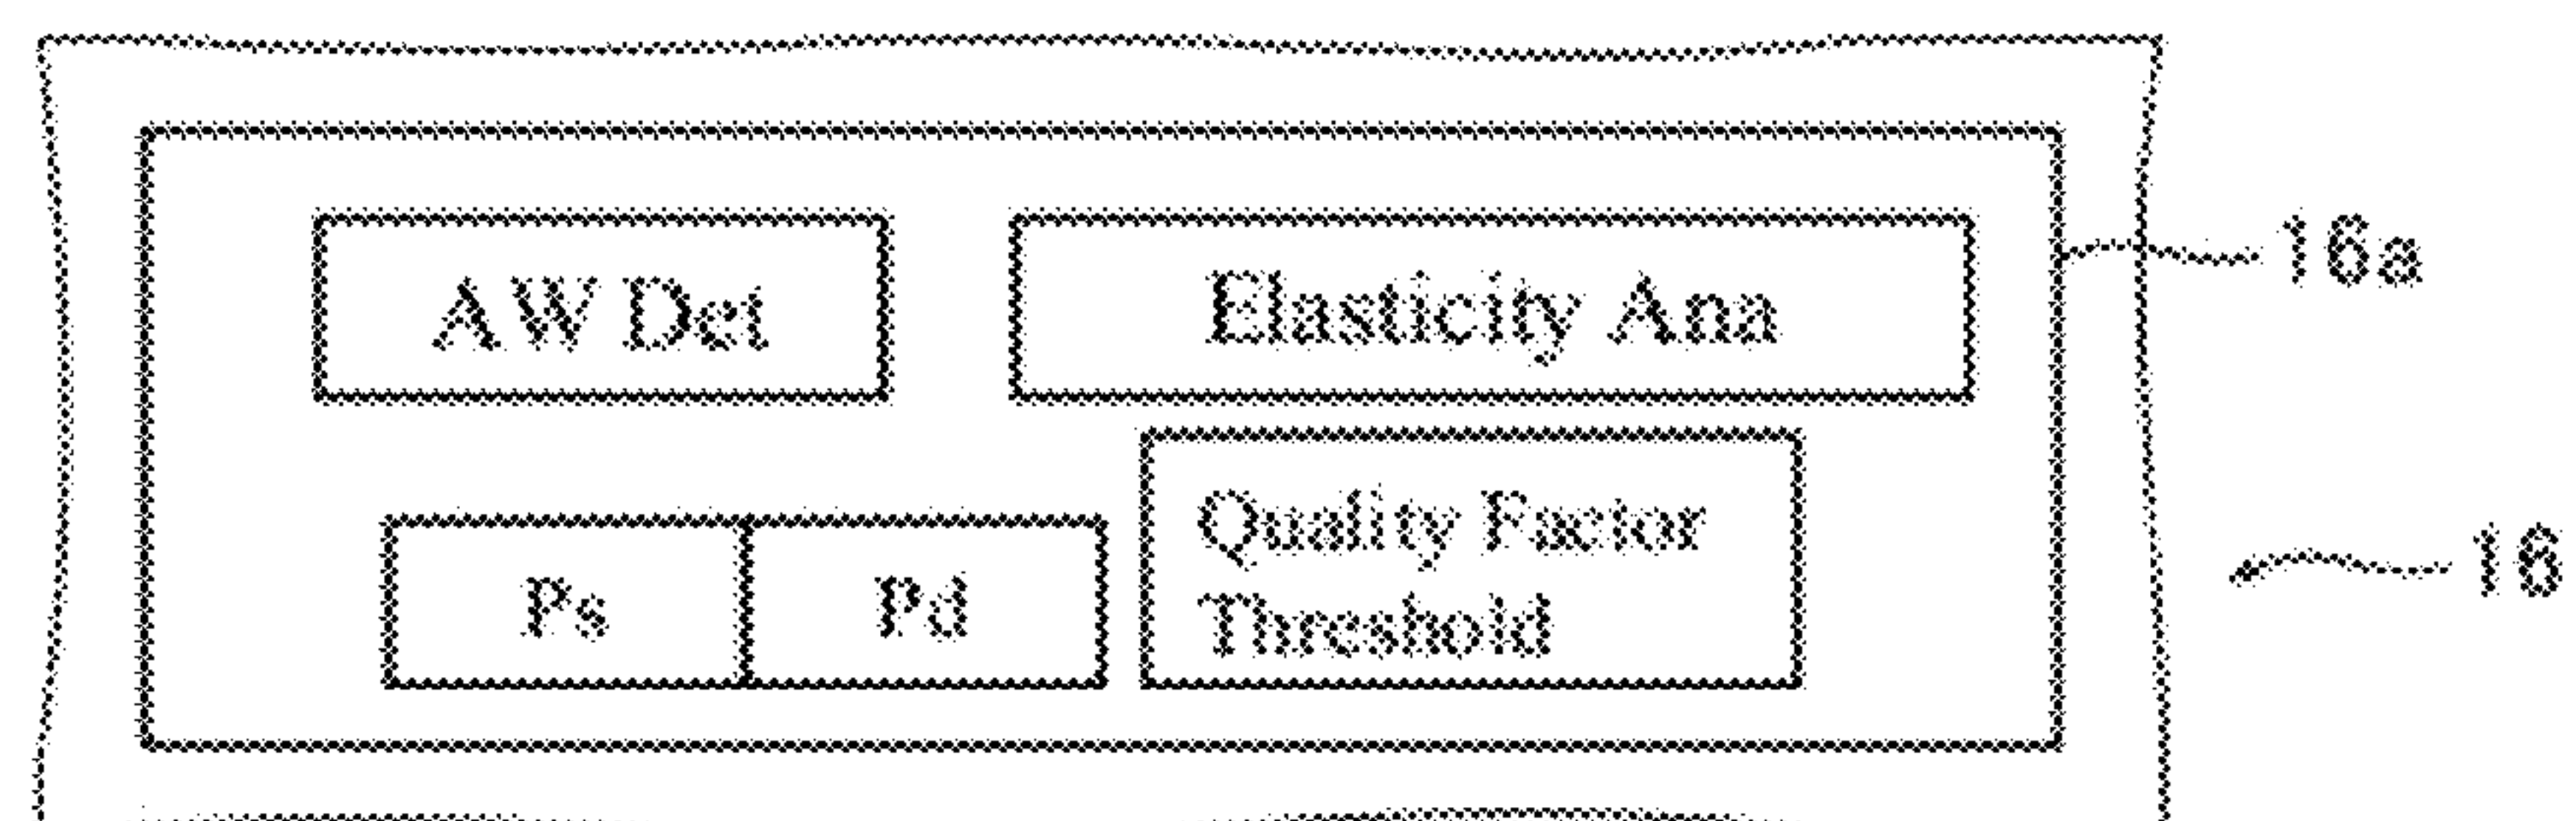 AW Det
Elasticity Ana
16a
Quality Factor
Threshold
Ps
Pd
16